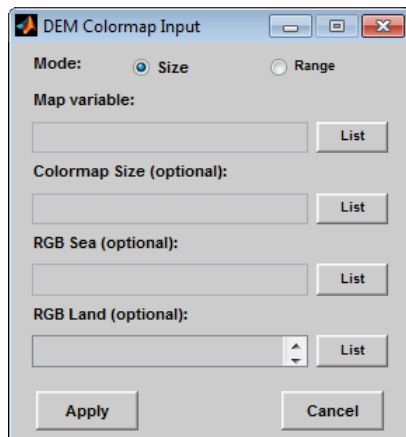 DEM Colormap Input
Mode: Size Range
Map variable:
List
Colormap Size (optional):
List
RGB Sea (optional):
List
RGB Land (optional):
List
Apply Cancel